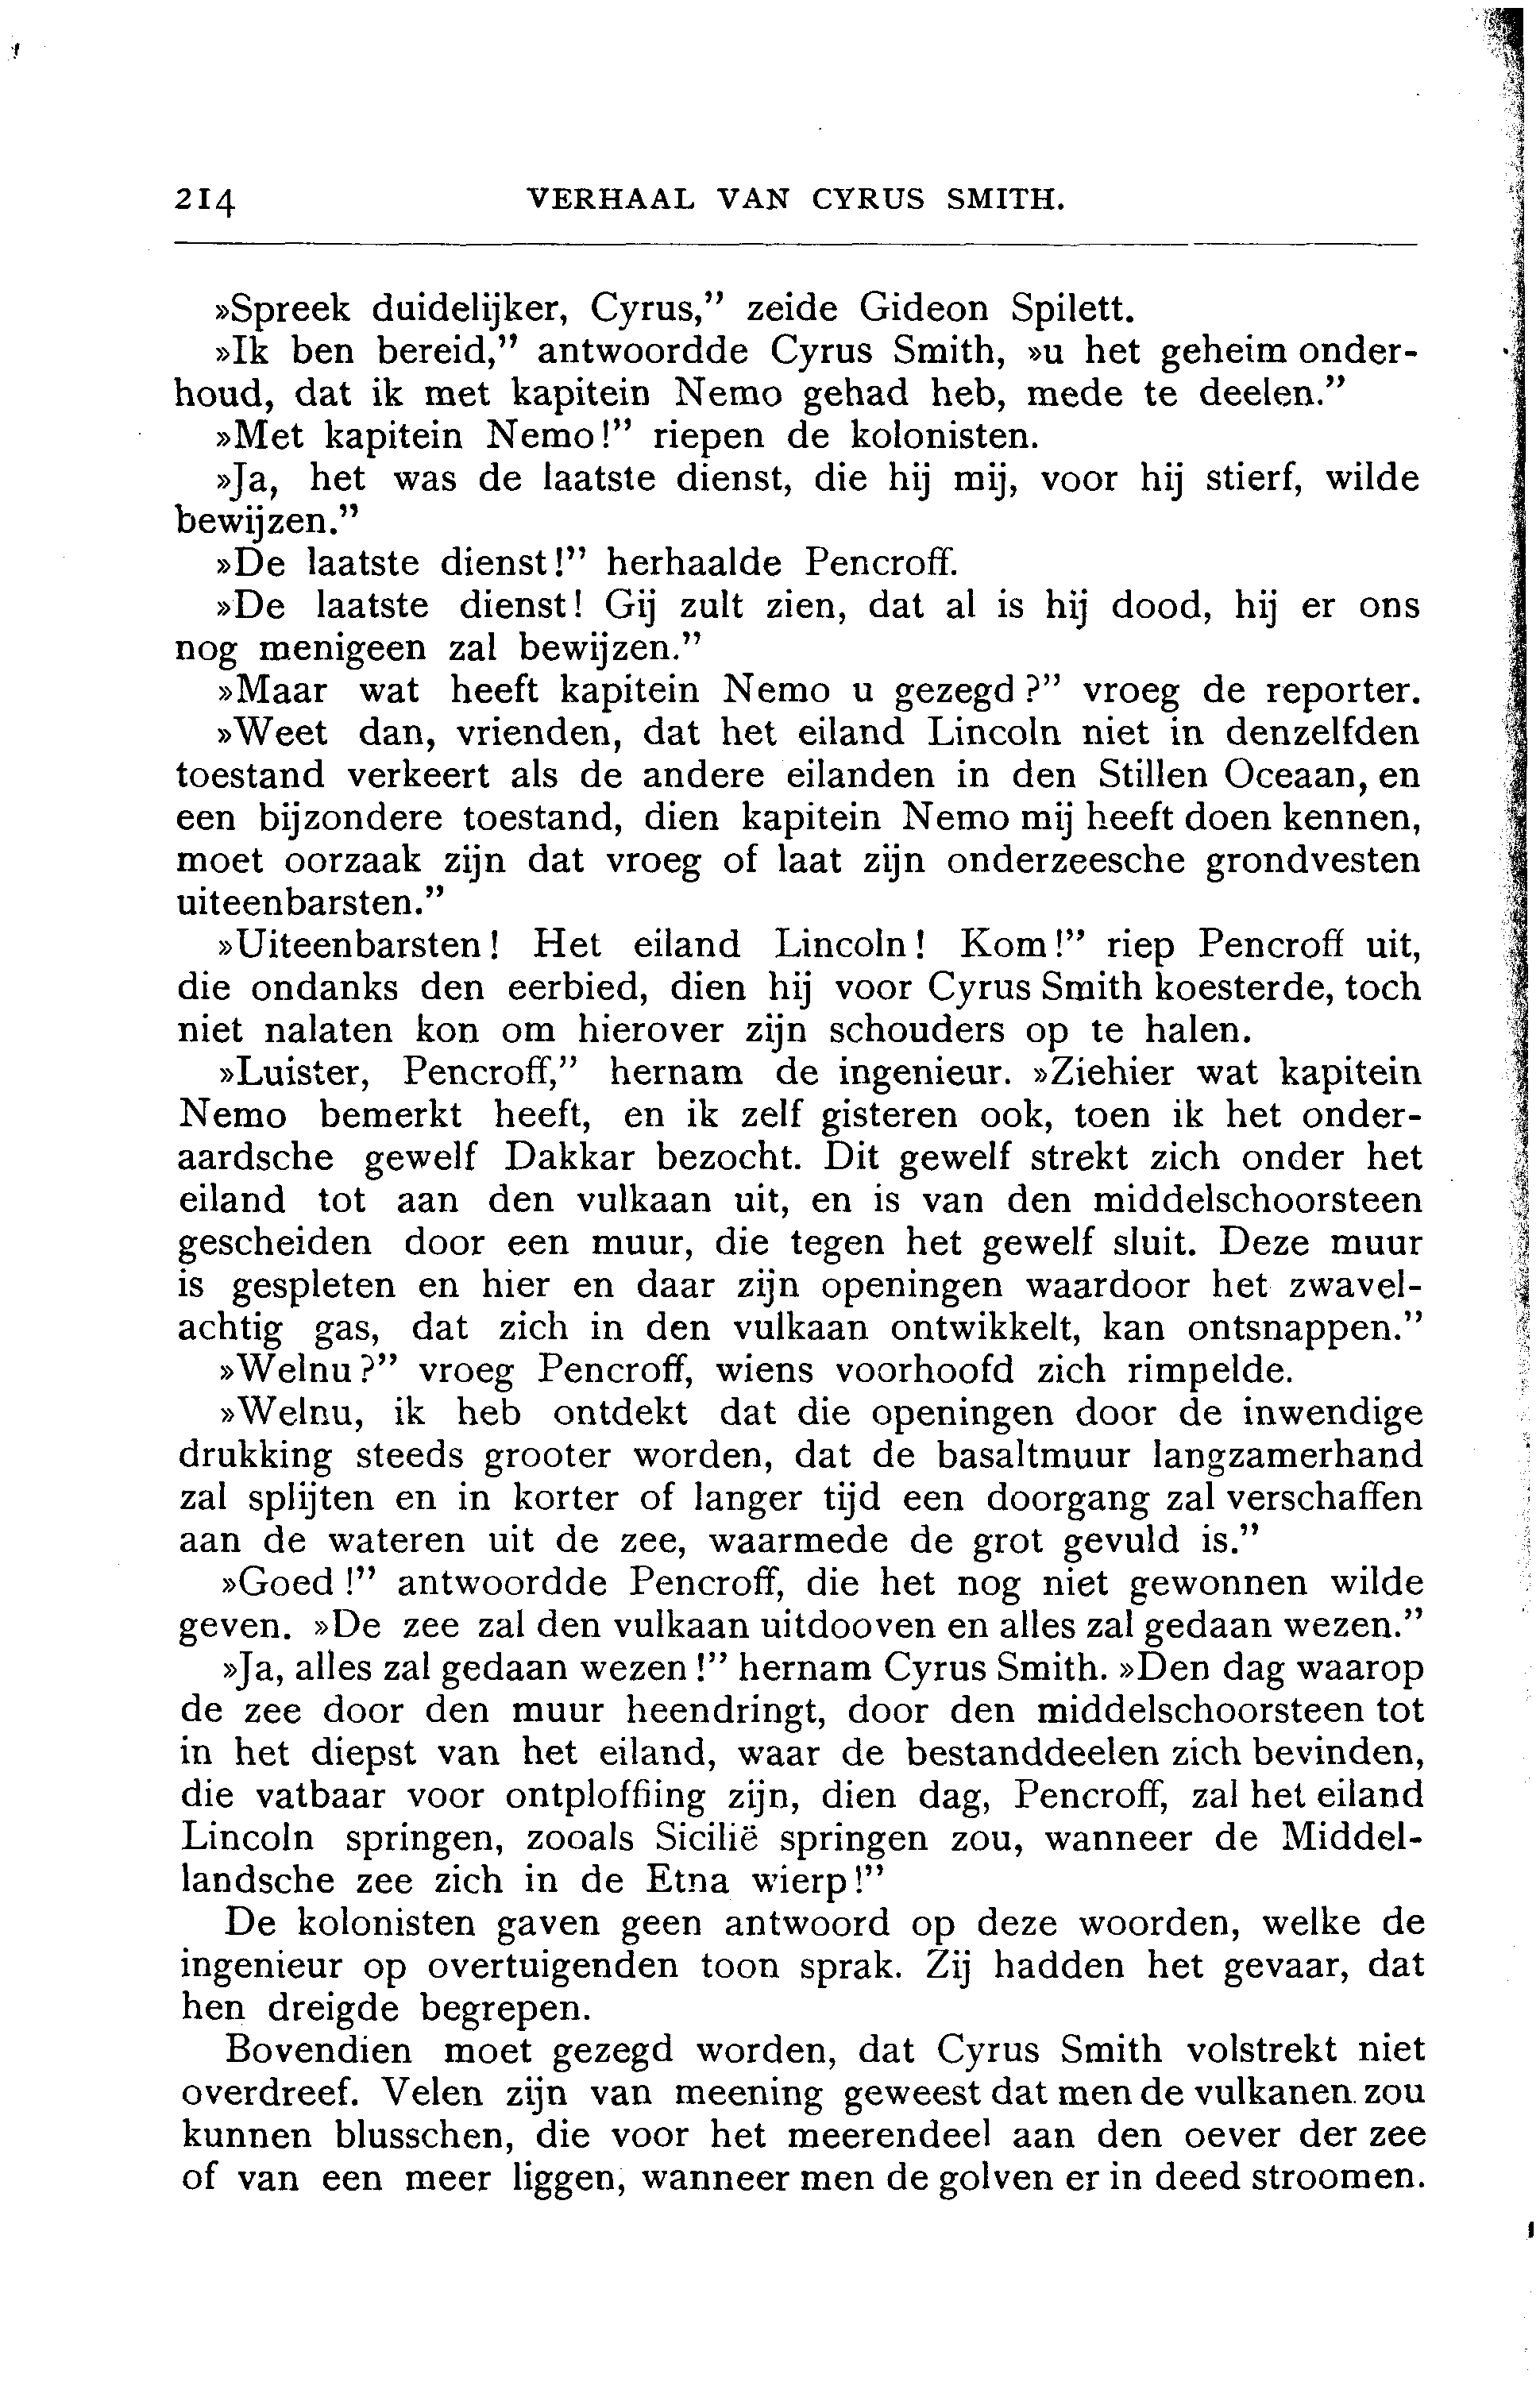 214 VERHAAL VAN CYRUS SMITH.
»Spreek duidelijker, Cyrus,” zeide Gideon Spilett.
»Ik ben bereid,” antwoordde Cyrus Smith, »u het geheim onder-
houd, dat ik met kapitein Nemo gehad heb, mede te deelen.”
»Met kapitein Nemo!” riepen de kolonisten.
»Ja, het was de laatste dienst, die hij mij, voor hij stierf, wilde
bewijzen.”
»De laatste dienst!” herhaalde Pencroff.
»De laatste dienst! Gij zult zien, dat al is hij dood, hij er ons
nog menigeen zal bewijzen.”
»Maar wat heeft kapitein Nemo u gezegd?” vroeg de reporter.
»Weet dan, vrienden, dat het eiland Lincoln niet in denzelfden
toestand verkeert als de andere eilanden in den Stillen Oceaan, en
een bijzondere toestand, dien kapitein Nemo mij heeft doen kennen,
moet oorzaak zijn dat vroeg of laat zijn onderzeesche grondvesten
uiteenbarsten.”
»Uiteenbarsten! Het eiland Lincoln! Kom!” riep Pencroff uit,
die ondanks den eerbied, dien hij voor Cyrus Smith koesterde, toch
niet nalaten kon om hierover zijn schouders op te halen.
»Luister, Pencroff,” hernam de ingenieur. »Ziehier wat kapitein
Nemo bemerkt heeft, en ik zelf gisteren ook, toen ik het onder-
aardsche gewelf Dakkar bezocht. Dit gewelf strekt zich onder het
eiland tot aan den vulkaan uit, en is van den middelschoorsteen
gescheiden door een muur, die tegen het gewelf sluit. Deze muur
is gespleten en hier en daar zijn openingen waardoor het zwavel-
achtig gas, dat zich in den vulkaan ontwikkelt, kan ontsnappen.”
»Welnu?” vroeg Pencroff, wiens voorhoofd zich rimpelde.
»Welnu, ik heb ontdekt dat die openingen door de inwendige
drukking steeds grooter worden, dat de basaltmuur langzamerhand
zal splijten en in korter of langer tijd een doorgang zal verschaffen
aan de wateren uit de zee, waarmede de grot gevuld is.”
»Goed!” antwoordde Pencroff, die het nog niet gewonnen wilde
geven. »De zee zal den vulkaan uitdooven en alles zal gedaan wezen.”
»Ja, alles zal gedaan wezen!” hernam Cyrus Smith. »Den dag waarop
de zee door den muur heendringt, door den middelschoorsteen tot
in het diepst van het eiland, waar de bestanddeelen zich bevinden,
die vatbaar voor ontploffiing zijn, dien dag, Pencroff, zal het eiland
Lincoln springen, zooals Sicilië springen zou, wanneer de Middel-
landsche zee zich in de Etna wierp!”
De kolonisten gaven geen antwoord op deze woorden, welke de
ingenieur op overtuigenden toon sprak. Zij hadden het gevaar, dat
hen dreigde begrepen.
Bovendien moet gezegd worden, dat Cyrus Smith volstrekt niet
overdreef. Velen zijn van meening geweest dat men de vulkanen zou
kunnen blusschen, die voor het meerendeel aan den oever der zee
of van een meer liggen, wanneer men de golven er in deed stroomen.